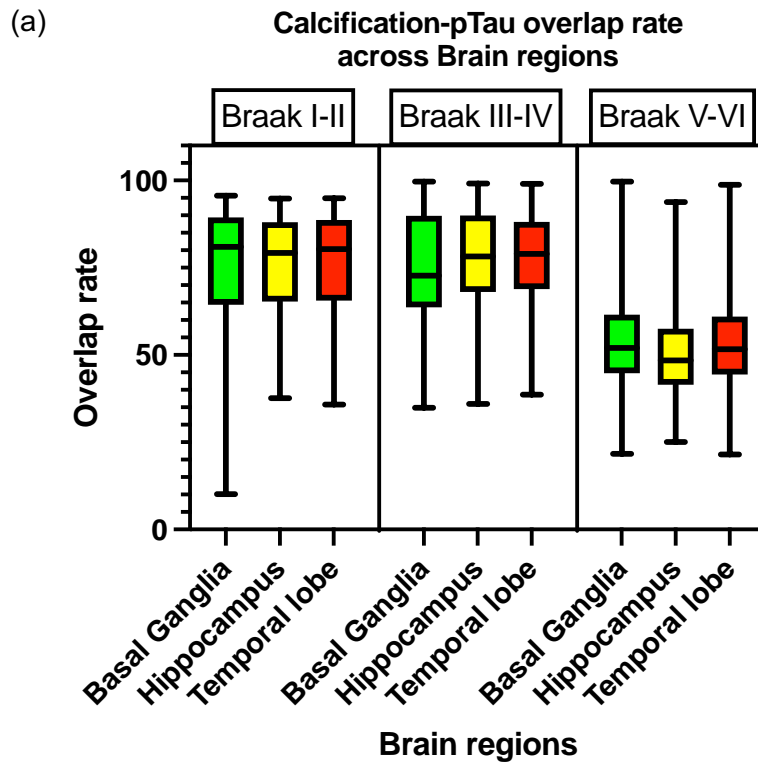 (a)
Calcification-pTau overlap rate
across Brain regions
Braak I-II
Braak III-IV
Braak V-VI
Overlap rate
100
50
0
Basal Ganglia
Hippocampus
Temporal lobe
Basal Ganglia
Hippocampus
Temporal lobe
Basal Ganglia
Hippocampus
Temporal lobe
Brain regions